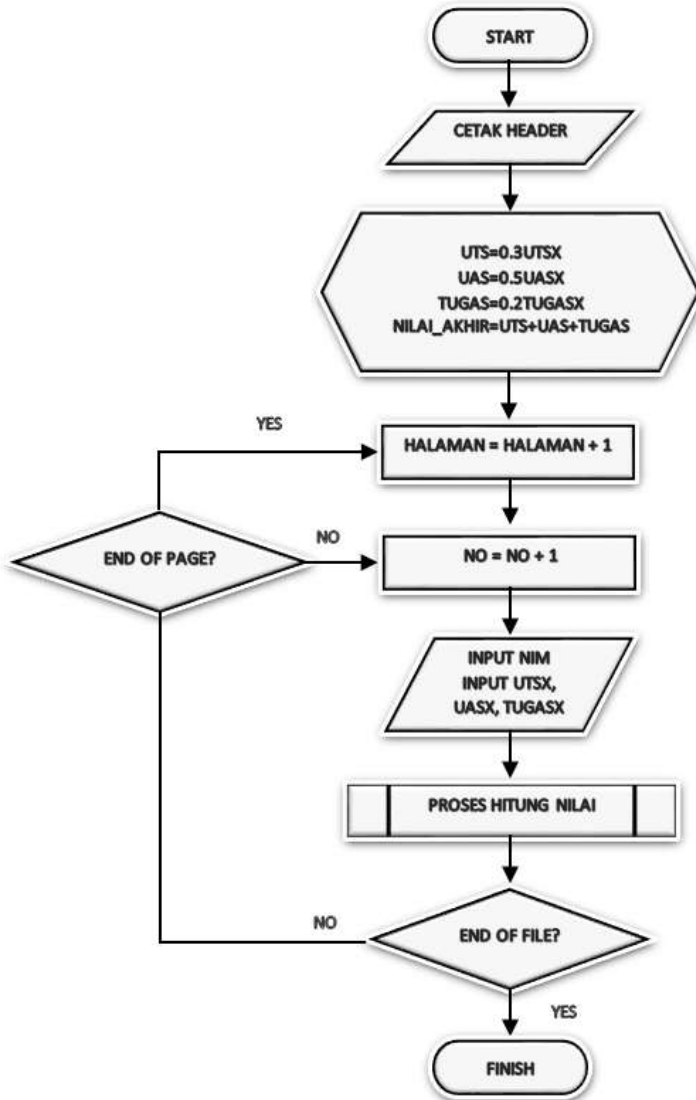 START
CETAK HEADER
UTS=0.3UTSX
UAS=0.5UASX
TUGAS=0.2TUGASX
NILAI_AKHIR=UTS+UAS+TUGAS
YES
HALAMAN = HALAMAN + 1
END OF PAGE?
NO
NO = NO + 1
INPUT NIM
INPUT UTSX,
UASX, TUGASX
PROSES HITUNG NILAI
NO
END OF FILE?
YES
FINISH